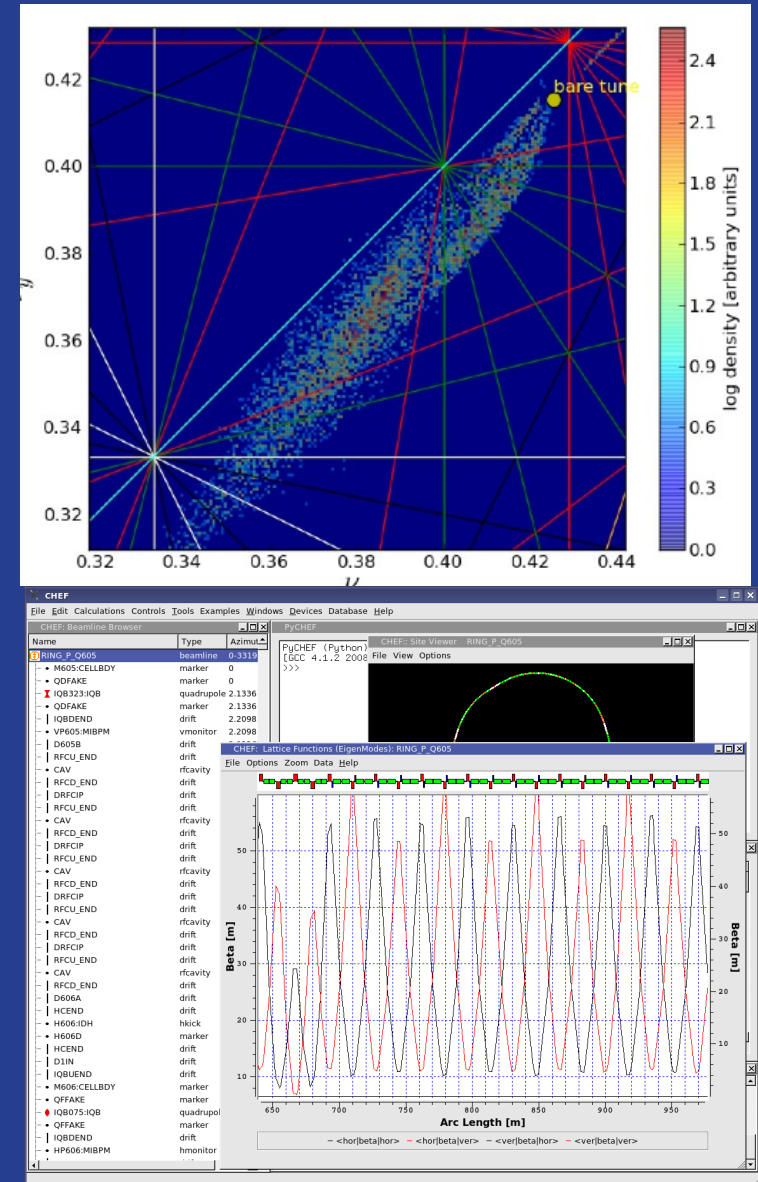 0.42
0.40
0.38
0.36
0.34
0.32
bare tune
0.32
0.34
0.36
0.38
0.40
0.42
0.44
ν
2.4
2.1
1.8
1.5
1.2
0.9
0.6
0.3
0.0
log density [arbitrary units]
CHEF
File Edit Calculations Controls Tools Examples Windows Devices Database Help
CHEF: Beamline Browser
Name Type Azimut
RING_P_Q605 beamline 0-3319
M605:CELLBDY marker 0
QDFAKE marker 0
IQB323:IQB quadrupole 2.1336
QDFAKE marker 2.1336
IQBDEND drift 2.2098
VP605:MIBPM vmonitor 2.2098
D605B drift
RFCU_END drift
CAV rfcavity
RFCD_END drift
DRFCIP drift
RFCU_END drift
CAV rfcavity
RFCD_END drift
DRFCIP drift
RFCU_END drift
CAV rfcavity
RFCD_END drift
DRFCIP drift
RFCU_END drift
CAV rfcavity
RFCD_END drift
DRFCIP drift
RFCU_END drift
CAV rfcavity
RFCD_END drift
D606A drift
HCEND drift
H606:IDH hkick
H606D marker
HCEND drift
D1IN drift
IQBUEND drift
M606:CELLBDY marker
QFFAKE marker
IQB075:IQB quadrupol
QFFAKE marker
IQBDEND drift
HP606:MIBPM hmonitor
PyCHEF
PyCHEF (Python)
[GCC 4.1.2 2008
>>>
CHEF:: Site Viewer RING_P_Q605
File View Options
CHEF: Lattice Functions (EigenModes): RING_P_Q605
File Options Zoom Data Help
50
40
30
20
10
Beta [m]
50
40
30
20
10
Beta [m]
650 700 750 800 850 900 950
Arc Length [m]
<hor|beta|hor> <hor|beta|ver> <ver|beta|hor> <ver|beta|ver>